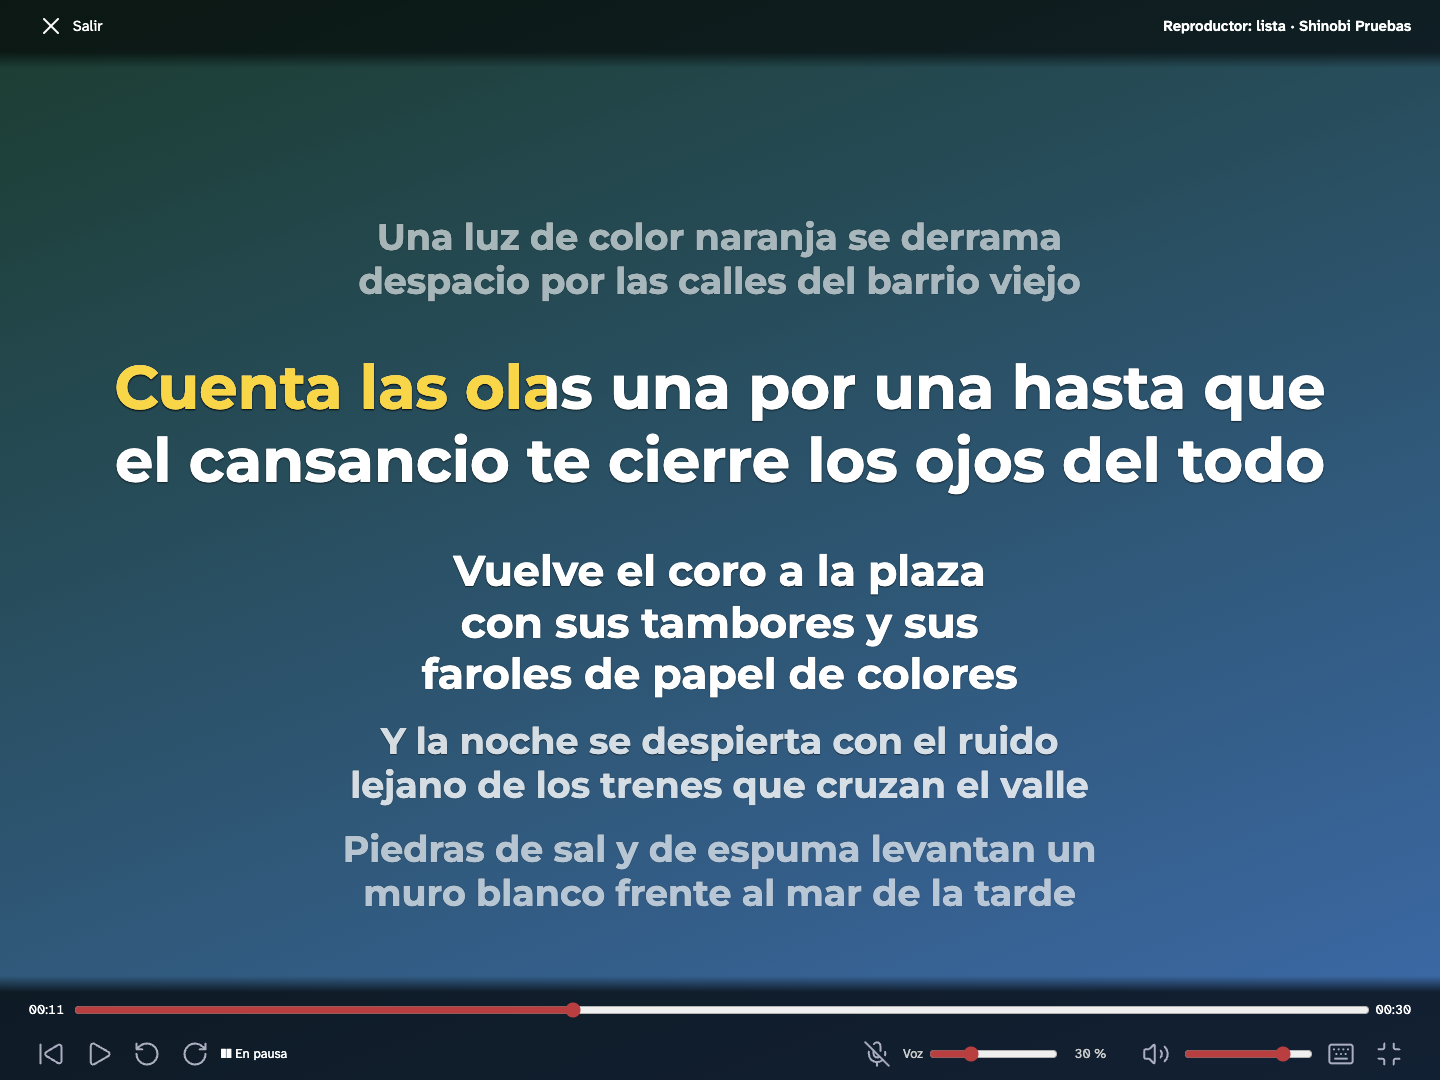 Salir
Reproductor: lista · Shinobi Pruebas
Una luz de color naranja se derrama
despacio por las calles del barrio viejo
Cuenta las olas una por una hasta que
el cansancio te cierre los ojos del todo
Vuelve el coro a la plaza
con sus tambores y sus
faroles de papel de colores
Y la noche se despierta con el ruido
lejano de los trenes que cruzan el valle
Piedras de sal y de espuma levantan un
muro blanco frente al mar de la tarde
00:11
00:30
En pausa
Voz
30 %